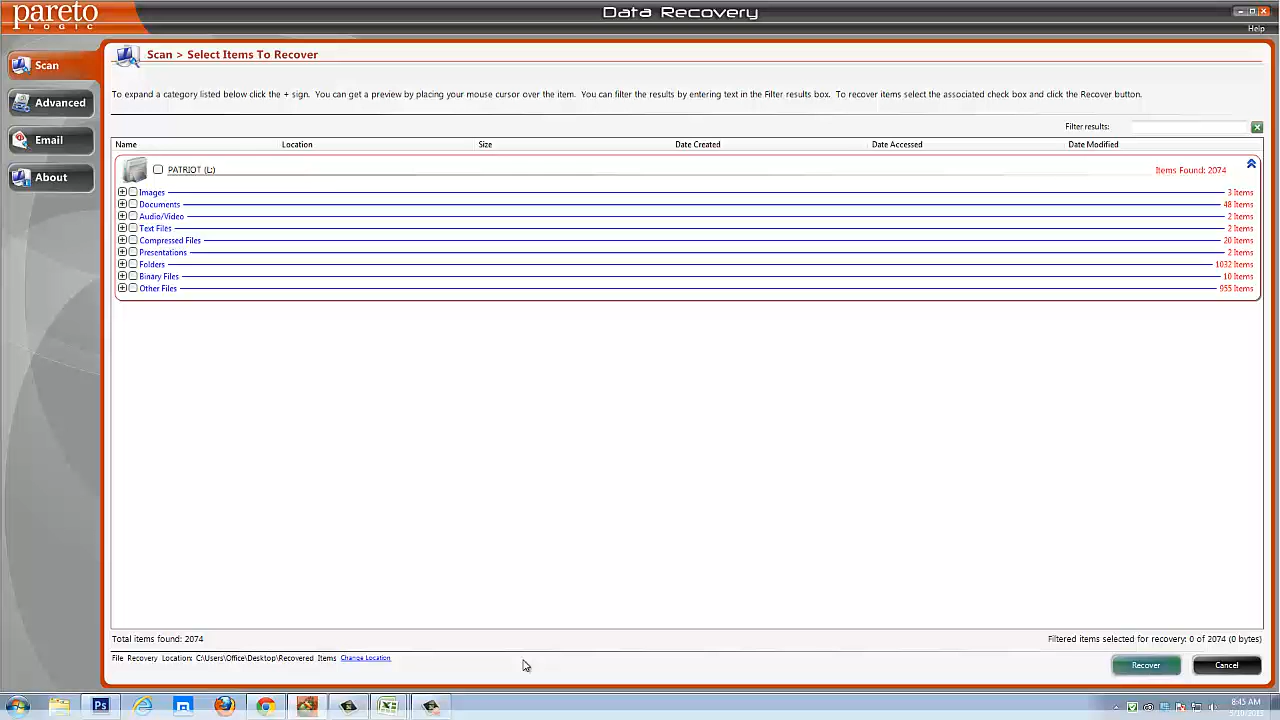 pareto
LOGIC
Data Recovery
Help
Scan
Advanced
Email
About
Scan > Select Items To Recover
To expand a category listed below click the + sign. You can get a preview by placing your mouse cursor over the item. You can filter the results by entering text in the Filter results box. To recover items select the associated check box and click the Recover button.
Filter results:
Name Location Size Date Created Date Accessed Date Modified
PATRIOT (L:) Items Found: 2074
Images 3 Items
Documents 48 Items
Audio/Video 2 Items
Text Files 2 Items
Compressed Files 20 Items
Presentations 2 Items
Folders 1032 Items
Binary Files 10 Items
Other Files 955 Items
Total items found: 2074 Filtered items selected for recovery: 0 of 2074 (0 bytes)
File Recovery Location: C:\Users\Office\Desktop\Recovered Items Change Location
Recover Cancel
Ps
8:45 AM